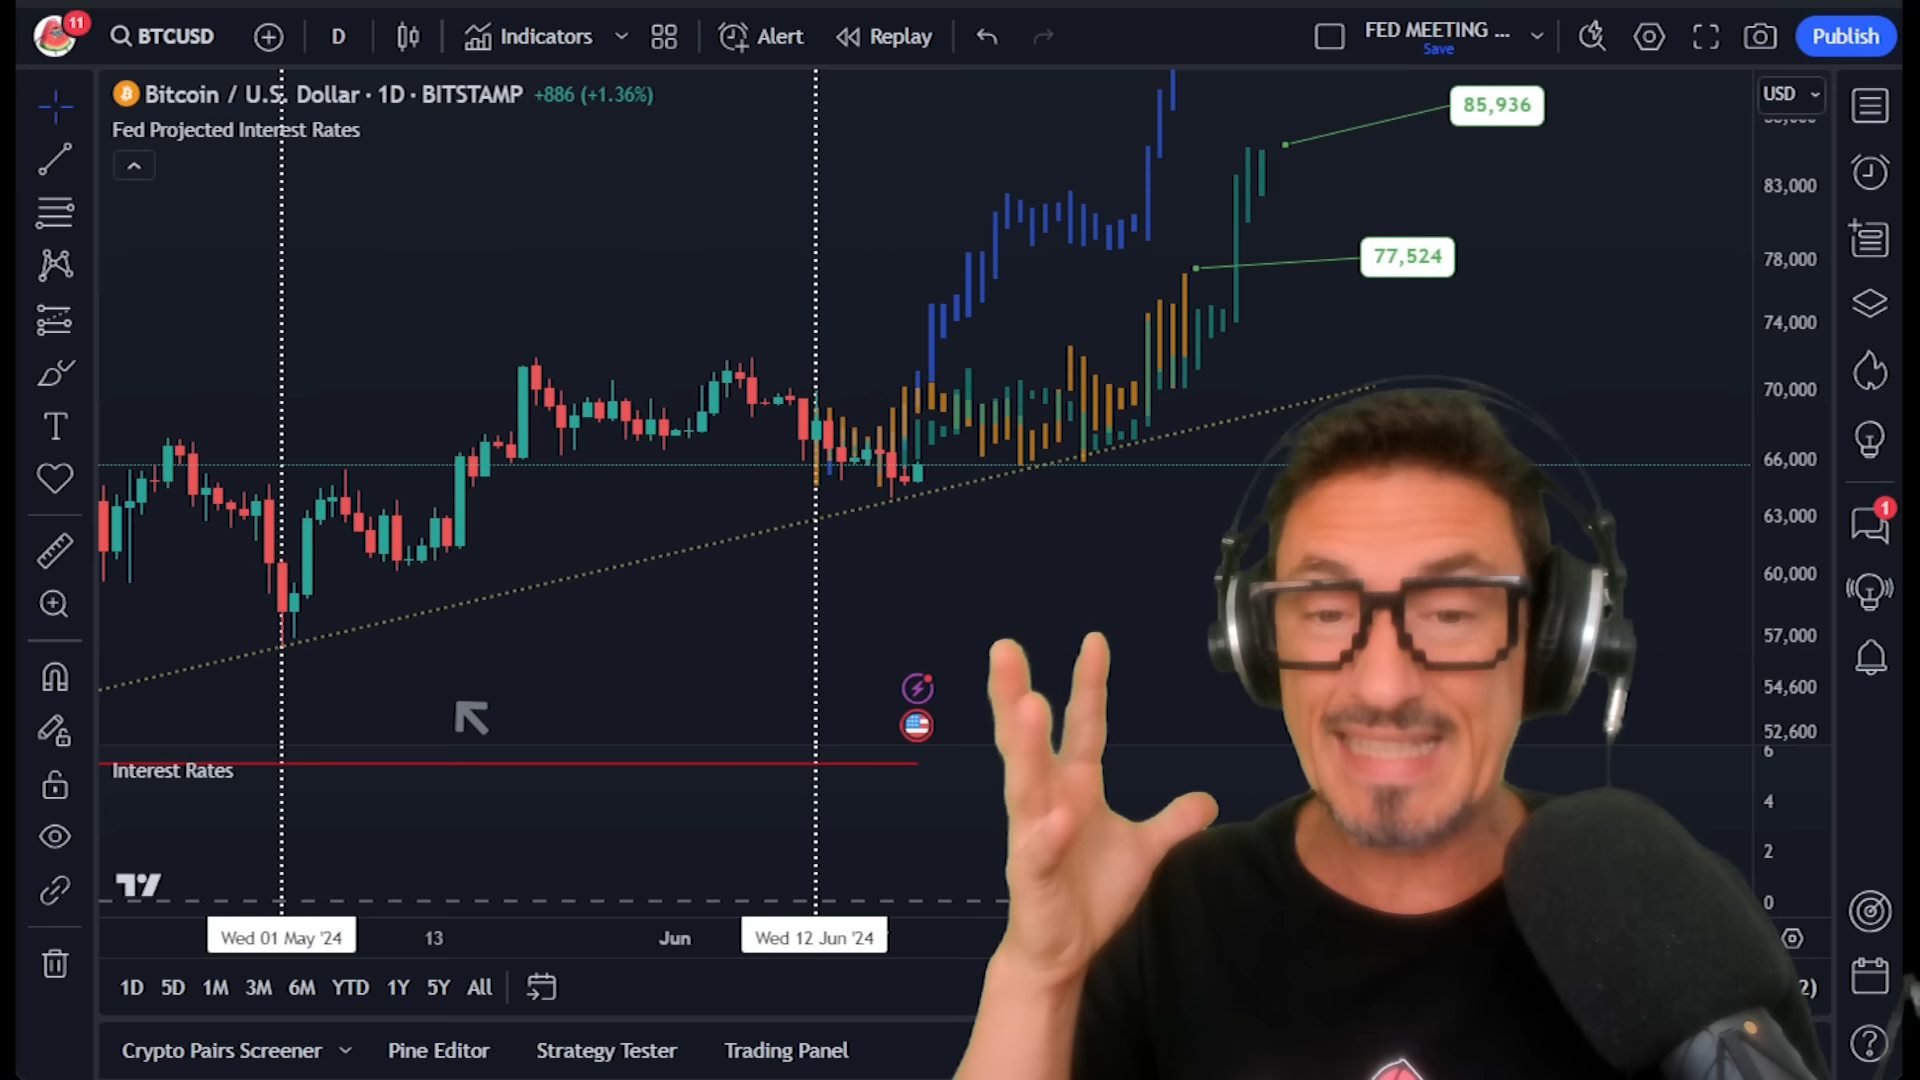 11
BTCUSD
D
Indicators
Alert
Replay
FED MEETING ...
Save
Publish
Bitcoin / U.S. Dollar · 1D · BITSTAMP +886 (+1.36%)
Fed Projected Interest Rates
USD
85,936
77,524
83,000
78,000
74,000
70,000
66,000
63,000
60,000
57,000
54,600
52,600
1
Interest Rates
6
4
2
0
Wed 01 May '24
13
Jun
Wed 12 Jun '24
1D 5D 1M 3M 6M YTD 1Y 5Y All
Crypto Pairs Screener
Pine Editor
Strategy Tester
Trading Panel